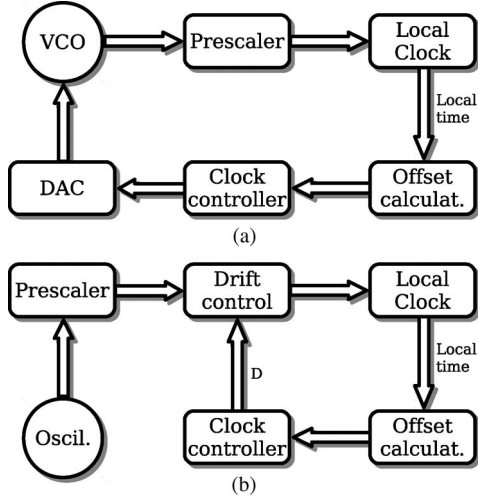 VCO
Prescaler
Local
Clock
Local
time
DAC
Clock
controller
Offset
calculat.
(a)
Prescaler
Drift
control
Local
Clock
D
Local
time
Oscil.
Clock
controller
Offset
calculat.
(b)